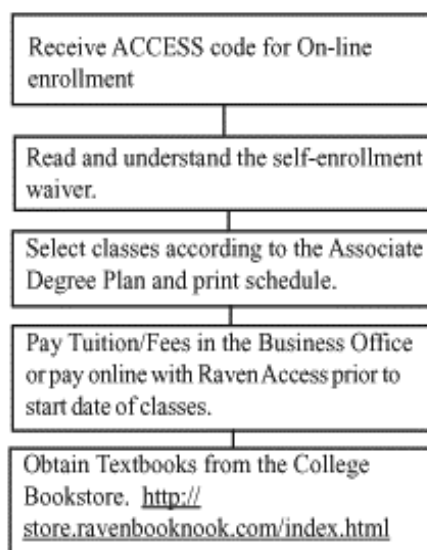 Receive ACCESS code for On-line
enrollment
Read and understand the self-enrollment
waiver.
Select classes according to the Associate
Degree Plan and print schedule.
Pay Tuition/Fees in the Business Office
or pay online with Raven Access prior to
start date of classes.
Obtain Textbooks from the College
Bookstore. http://
store.ravenbooknook.com/index.html